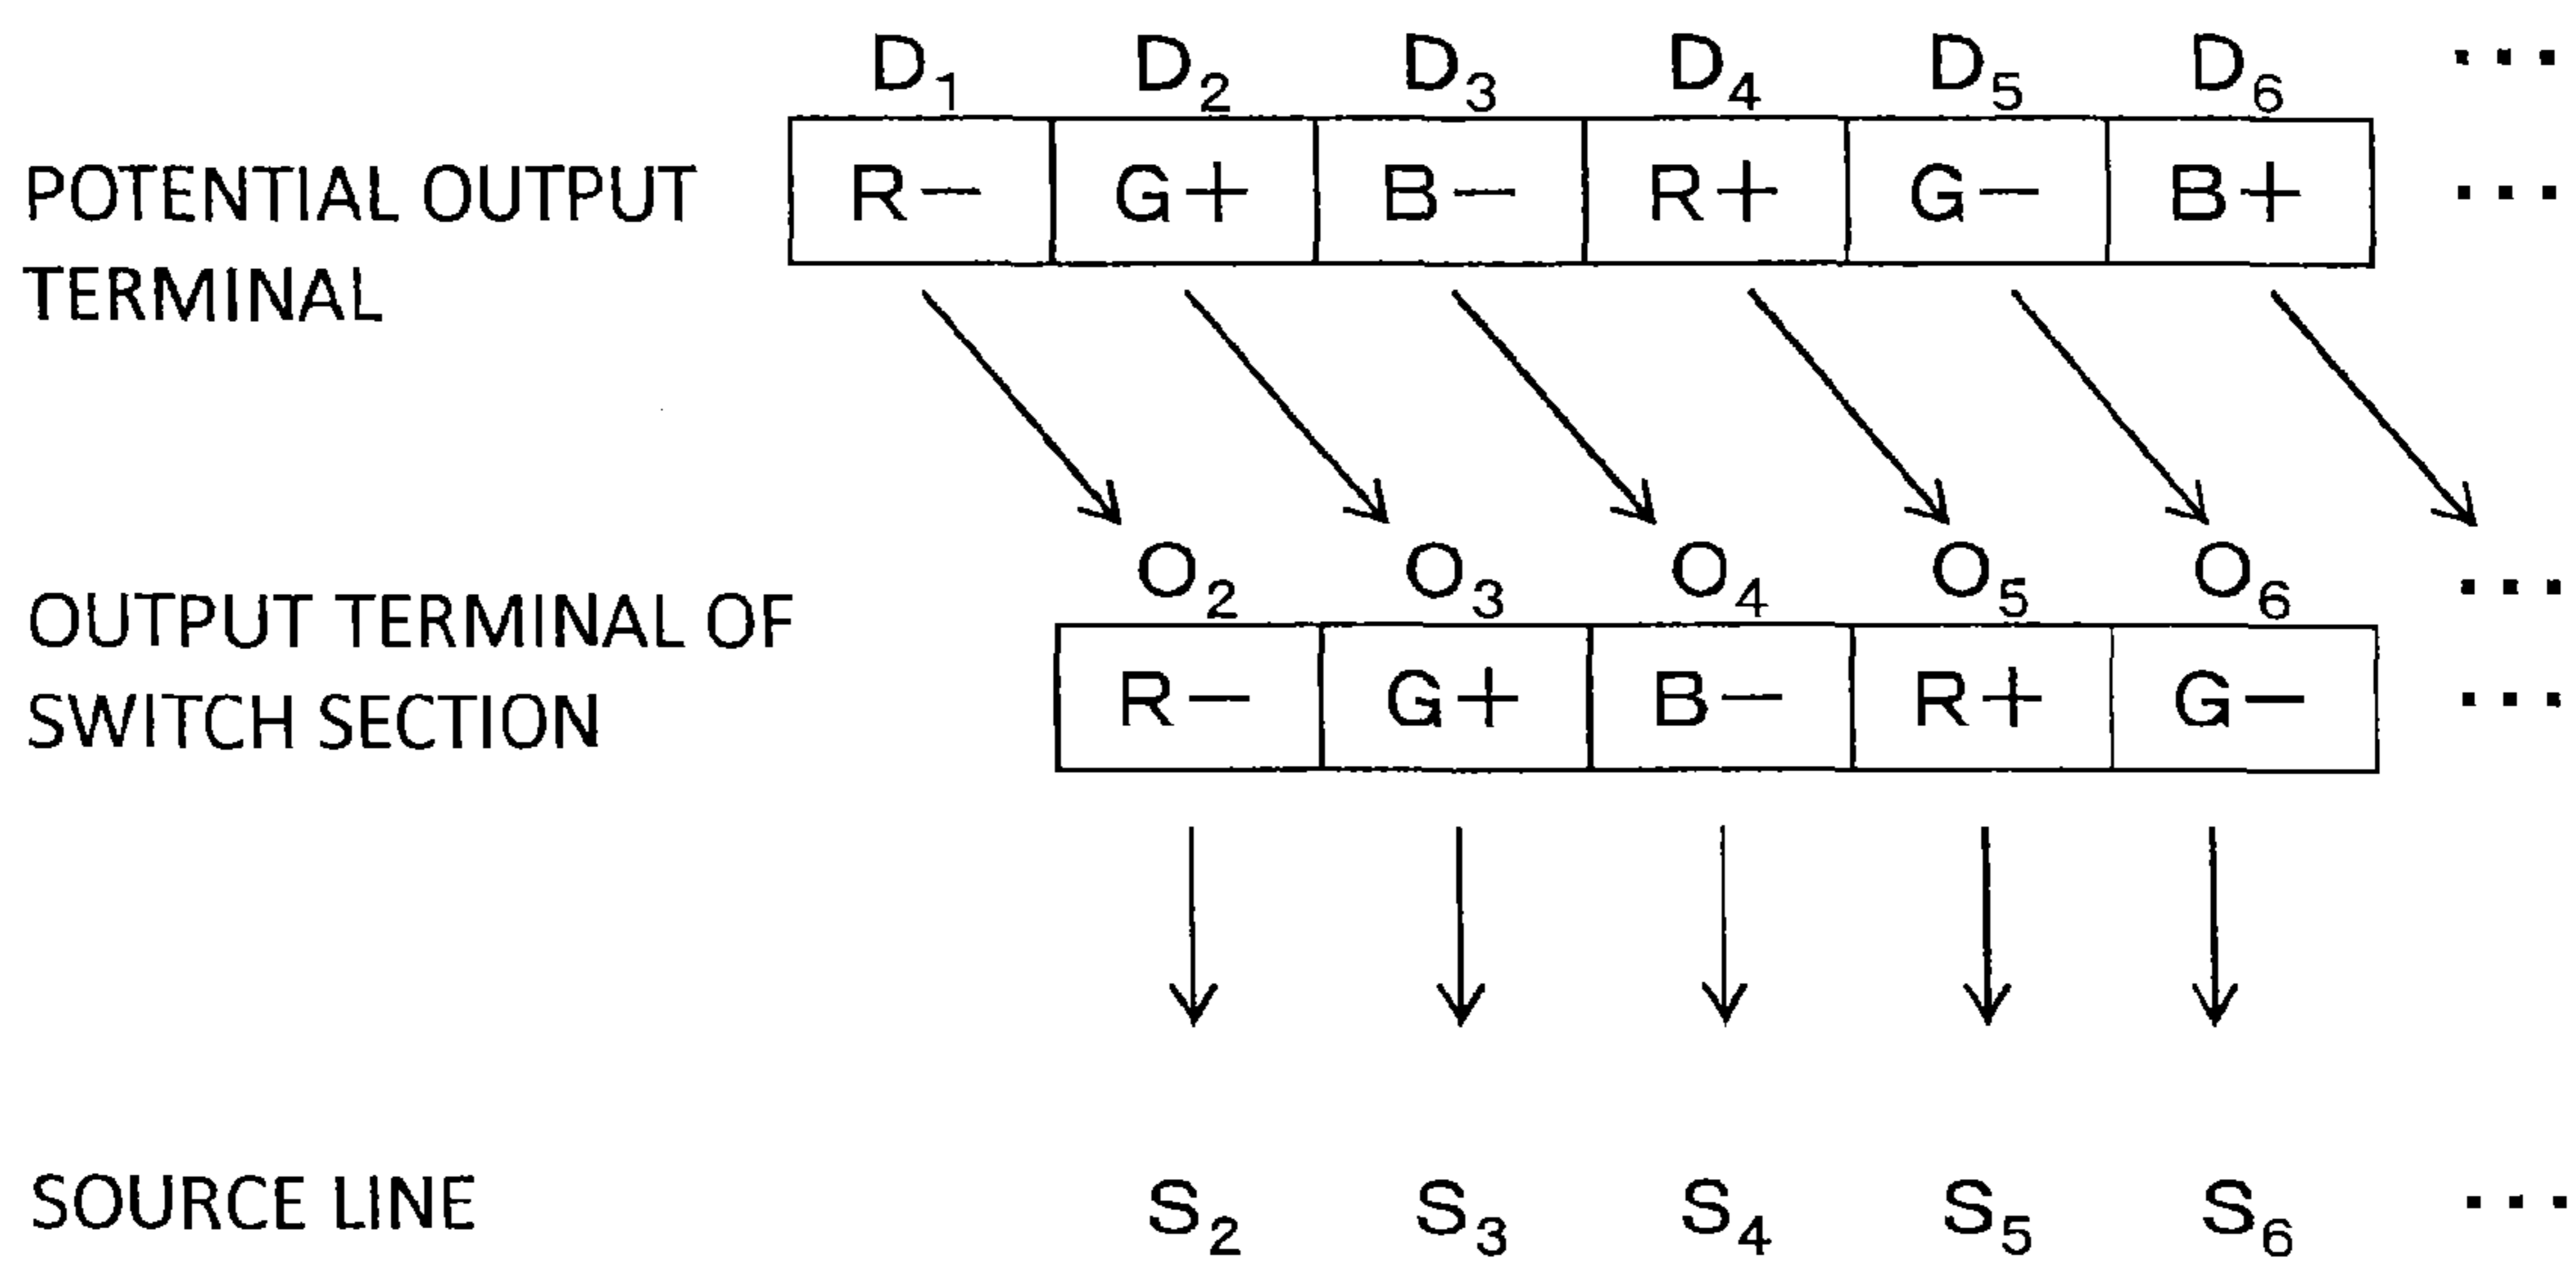 D₁ D₂ D₃ D₄ D₅ D₆ ...
POTENTIAL OUTPUT
TERMINAL
R− G+ B− R+ G− B+ ...
O₂ O₃ O₄ O₅ O₆ ...
OUTPUT TERMINAL OF
SWITCH SECTION
R− G+ B− R+ G− ...
SOURCE LINE S₂ S₃ S₄ S₅ S₆ ...